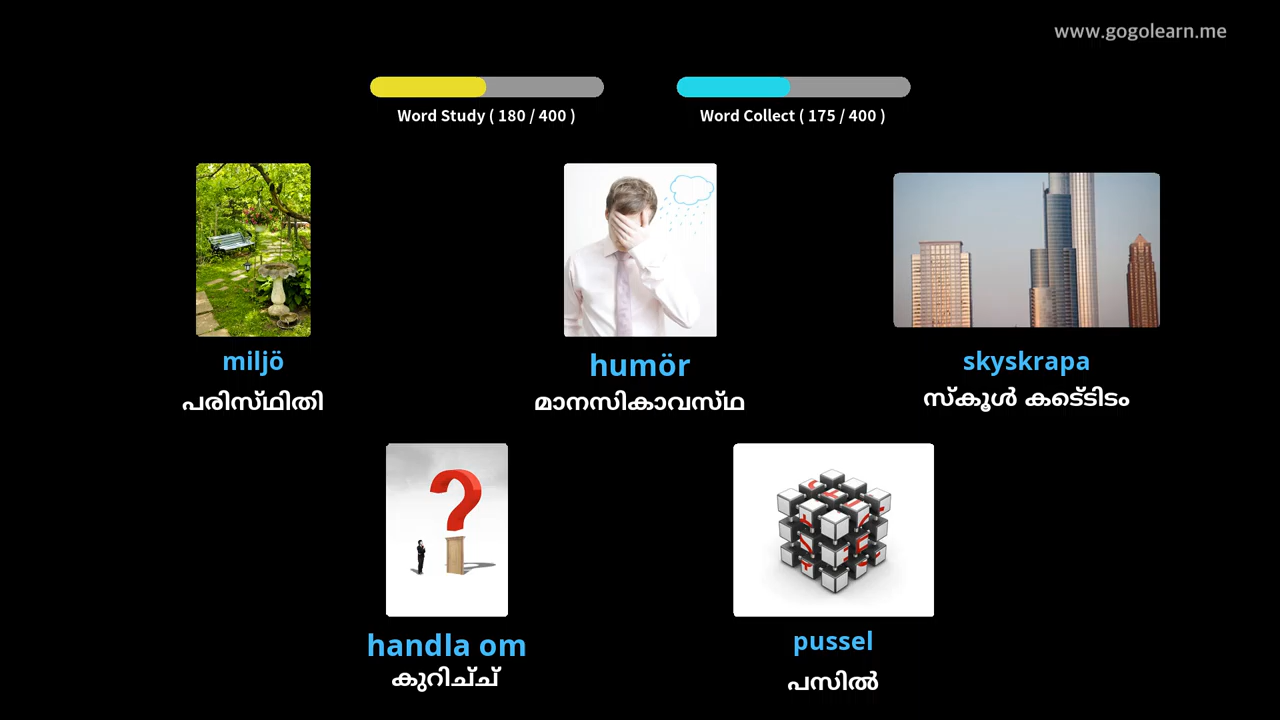 www.gogolearn.me
Word Study ( 180 / 400 )
Word Collect ( 175 / 400 )
miljö
പരിസ്ഥിതി
humör
മാനസികാവസ്ഥ
skyskrapa
സ്കൂൾ കെട്ടിടം
handla om
കുറിച്ച്
pussel
പസിൽ